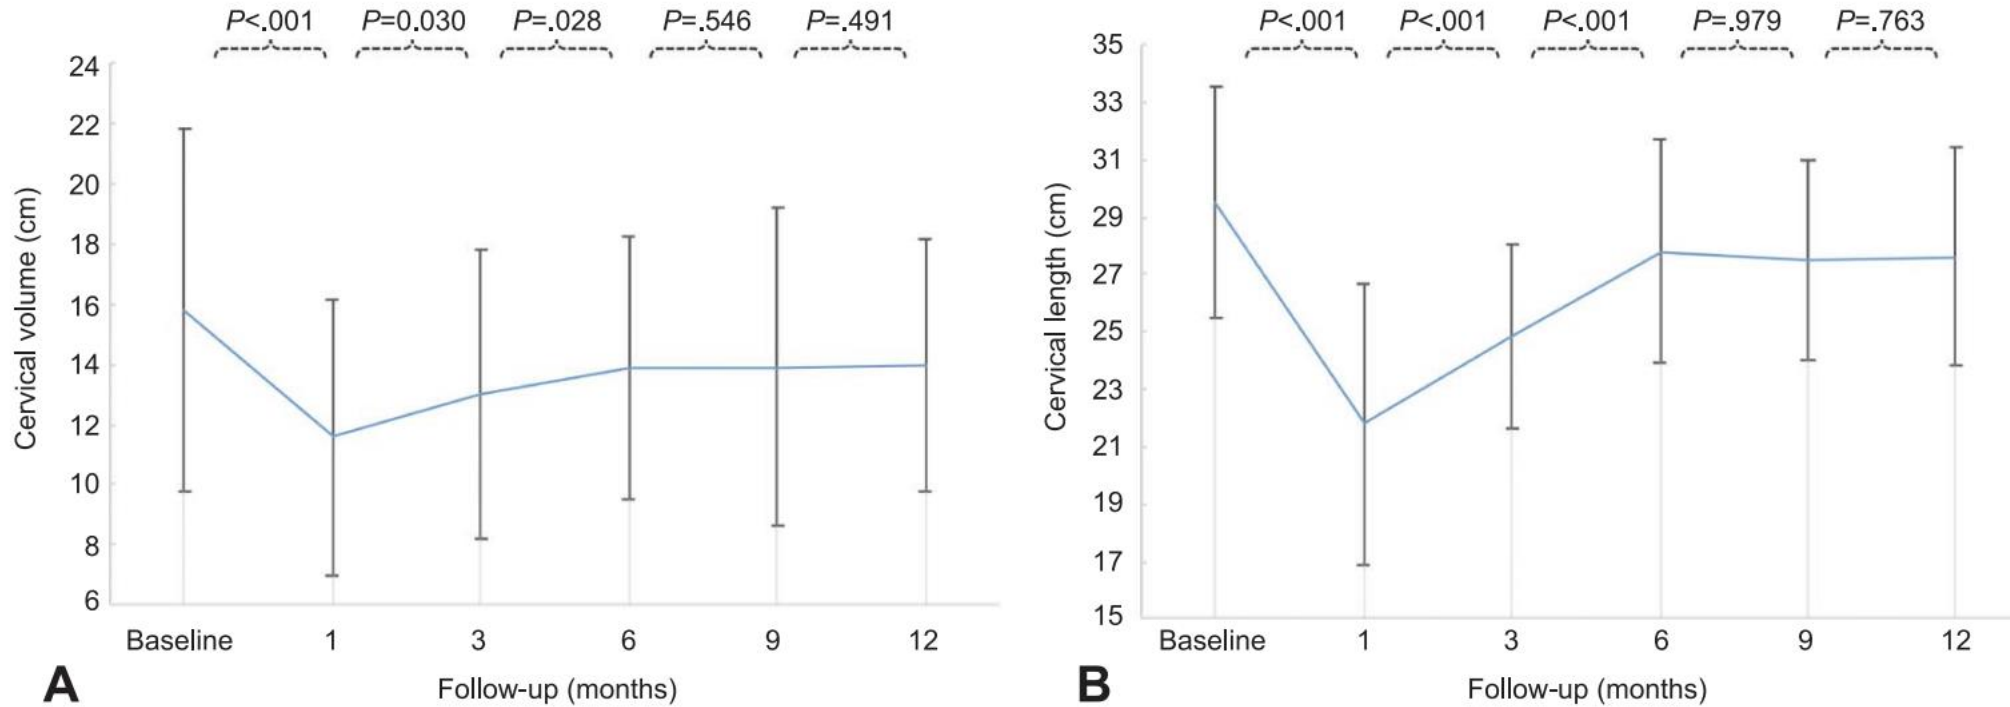 P<.001 P=0.030 P=.028 P=.546 P=.491
24
22
20
18
16
14
12
10
8
6
Cervical volume (cm)
Baseline 1 3 6 9 12
Follow-up (months)
A
P<.001 P<.001 P<.001 P=.979 P=.763
35
33
31
29
27
25
23
21
19
17
15
Cervical length (cm)
Baseline 1 3 6 9 12
Follow-up (months)
B